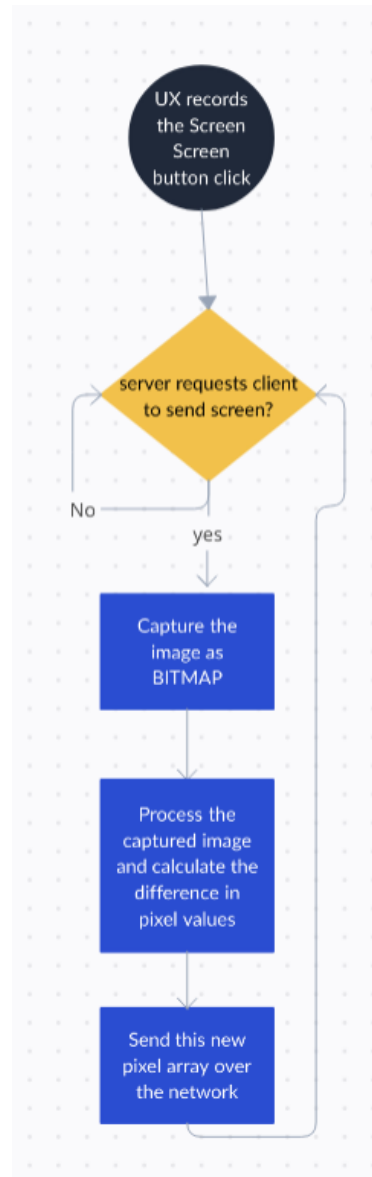 UX records
the Screen
Screen
button click
server requests client
to send screen?
No
yes
Capture the
image as
BITMAP
Process the
captured image
and calculate the
difference in
pixel values
Send this new
pixel array over
the network